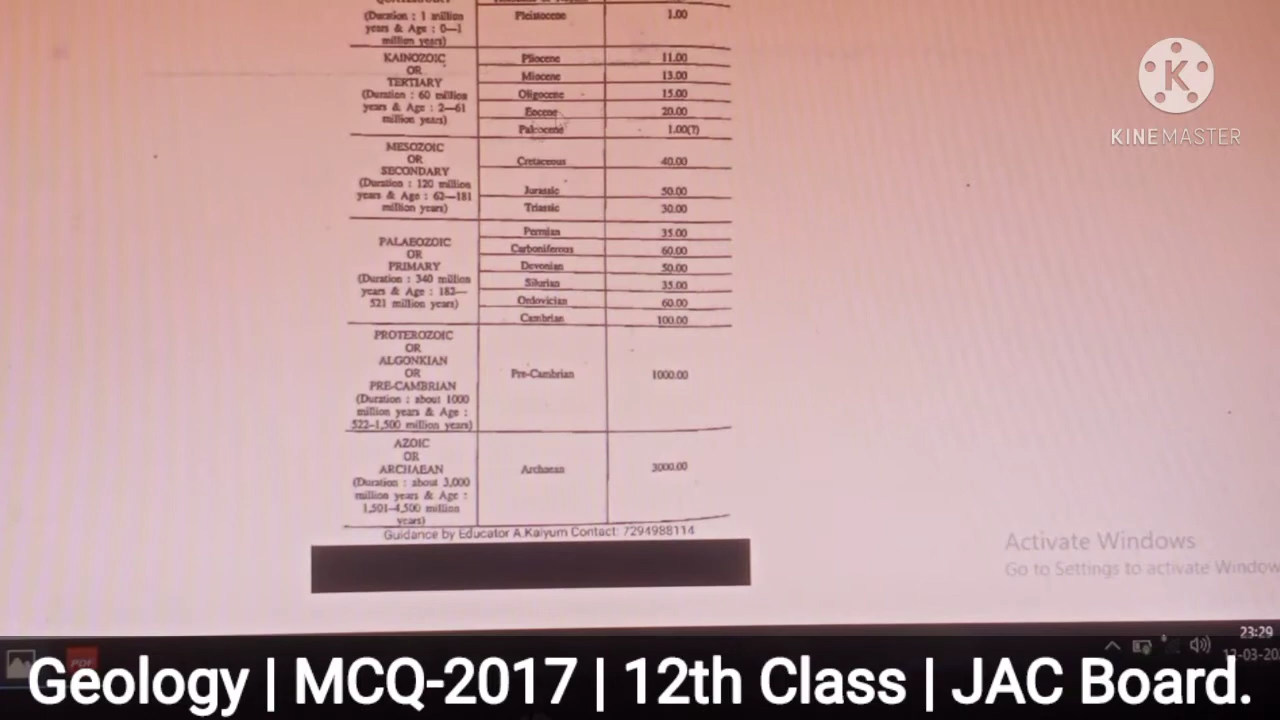 (Duration : 1 million
years & Age : 0—1
million years)
Pleistocene 1.00
KAINOZOIC
OR
TERTIARY
(Duration : 60 million
years & Age : 2—61
million years)
Pliocene 11.00
Miocene 13.00
Oligocene 15.00
Eocene 20.00
Paleocene 1.00(?)
MESOZOIC
OR
SECONDARY
(Duration : 120 million
years & Age : 62—181
million years)
Cretaceous 40.00
Jurassic 50.00
Triassic 30.00
PALAEOZOIC
OR
PRIMARY
(Duration : 340 million
years & Age : 182—
521 million years)
Permian 35.00
Carboniferous 60.00
Devonian 50.00
Silurian 35.00
Ordovician 60.00
Cambrian 100.00
PROTEROZOIC
OR
ALGONKIAN
OR
PRE-CAMBRIAN
(Duration : about 1000
million years & Age :
522–1,500 million years)
Pre-Cambrian 1000.00
AZOIC
OR
ARCHAEAN
(Duration : about 3,000
million years & Age :
1,501–4,500 million
years)
Archaean 3000.00
Guidance by Educator A.Kaiyum Contact: 7294988114
K
KINEMASTER
Activate Windows
Go to Settings to activate Window
23:29
PDF
Geology | MCQ-2017 | 12th Class | JAC Board.